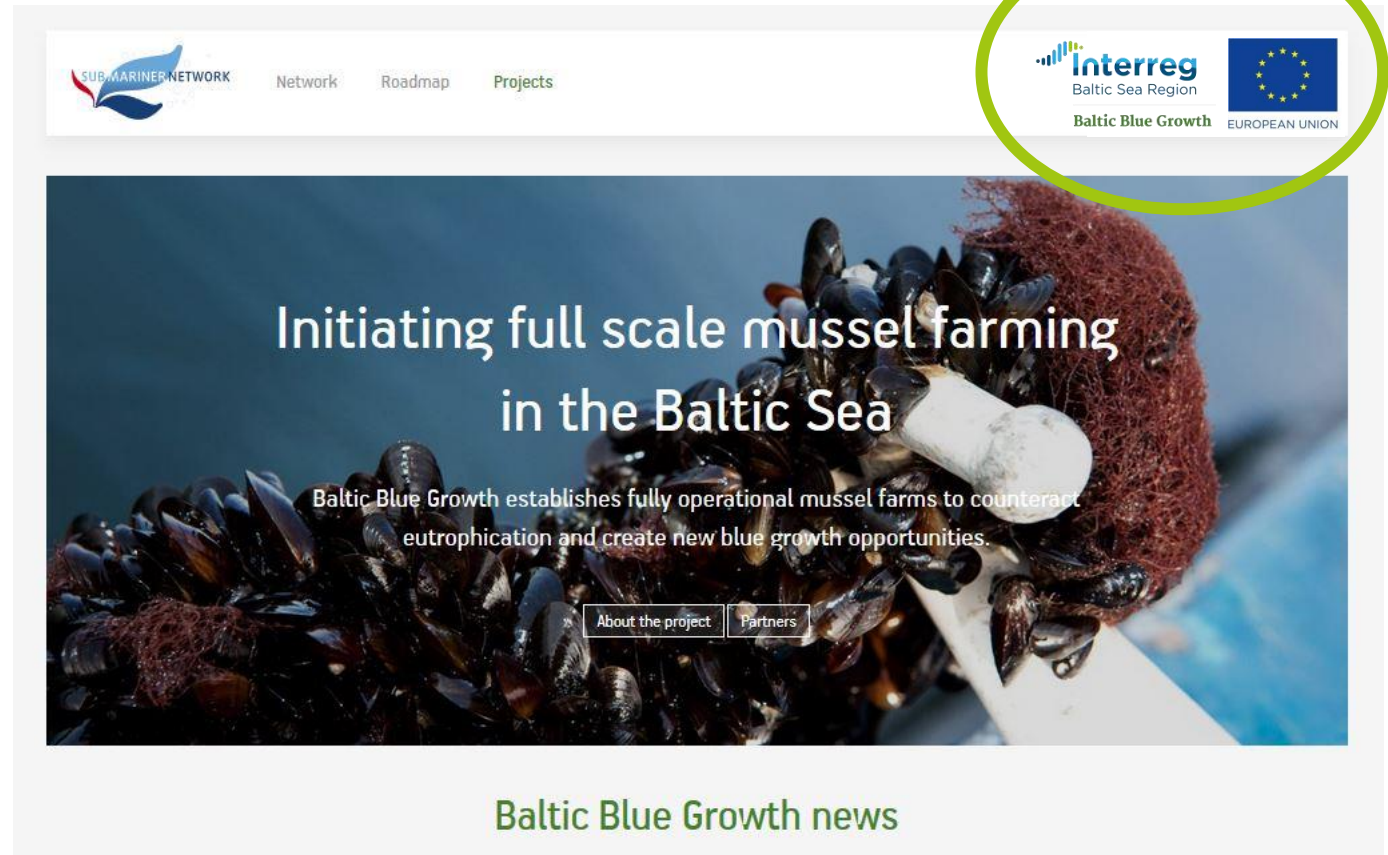 SUBMARINER NETWORK
Network Roadmap Projects
Interreg
Baltic Sea Region
Baltic Blue Growth
EUROPEAN UNION
Initiating full scale mussel farming
in the Baltic Sea
Baltic Blue Growth establishes fully operational mussel farms to counteract
eutrophication and create new blue growth opportunities.
» About the project Partners
Baltic Blue Growth news